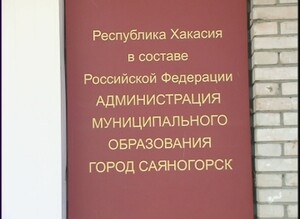 Республика Хакасия
в составе
Российской Федерации
АДМИНИСТРАЦИЯ
МУНИЦИПАЛЬНОГО
ОБРАЗОВАНИЯ
ГОРОД САЯНОГОРСК